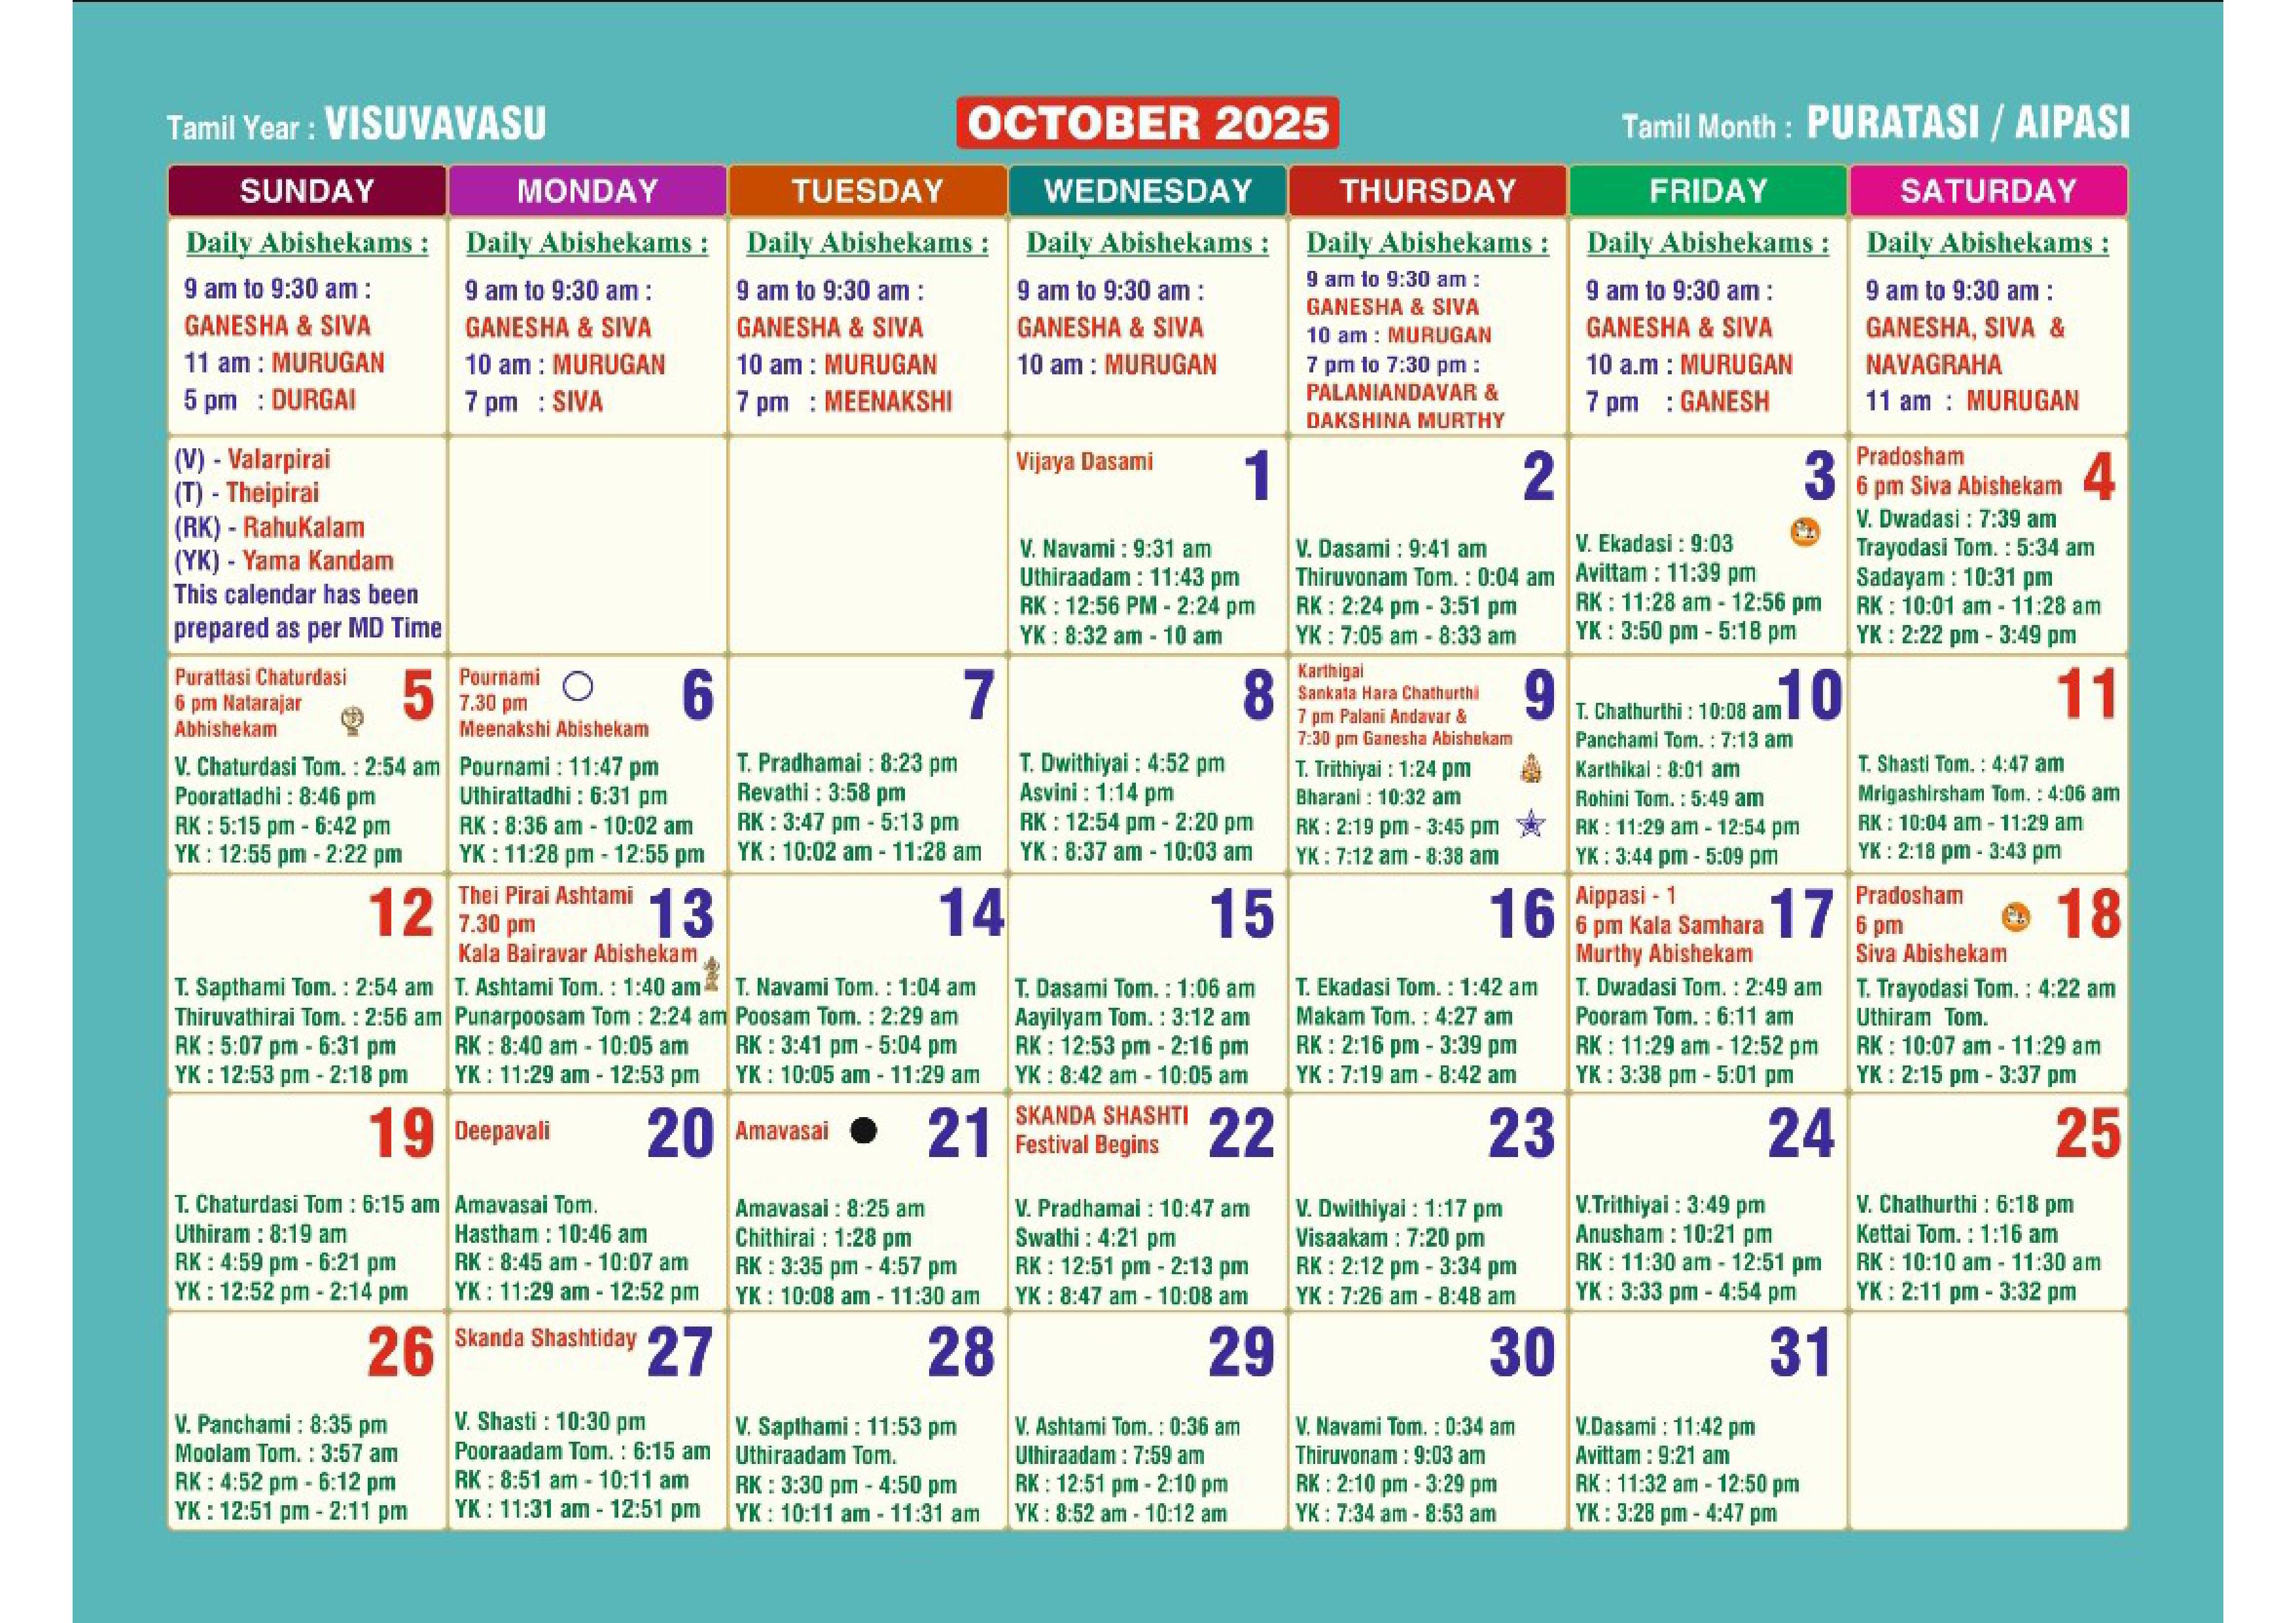 Tamil Year : VISUVAVASU
OCTOBER 2025
Tamil Month : PURATASI / AIPASI
SUNDAY
MONDAY
TUESDAY
WEDNESDAY
THURSDAY
FRIDAY
SATURDAY
Daily Abishekams :
9 am to 9:30 am :
GANESHA & SIVA
11 am : MURUGAN
5 pm : DURGAI
Daily Abishekams :
9 am to 9:30 am :
GANESHA & SIVA
10 am : MURUGAN
7 pm : SIVA
Daily Abishekams :
9 am to 9:30 am :
GANESHA & SIVA
10 am : MURUGAN
7 pm : MEENAKSHI
Daily Abishekams :
9 am to 9:30 am :
GANESHA & SIVA
10 am : MURUGAN
Daily Abishekams :
9 am to 9:30 am :
GANESHA & SIVA
10 am : MURUGAN
7 pm to 7:30 pm :
PALANIANDAVAR &
DAKSHINA MURTHY
Daily Abishekams :
9 am to 9:30 am :
GANESHA & SIVA
10 a.m : MURUGAN
7 pm : GANESH
Daily Abishekams :
9 am to 9:30 am :
GANESHA, SIVA &
NAVAGRAHA
11 am : MURUGAN
(V) - Valarpirai
(T) - Theipirai
(RK) - RahuKalam
(YK) - Yama Kandam
This calendar has been
prepared as per MD Time
Vijaya Dasami 1
V. Navami : 9:31 am
Uthiraadam : 11:43 pm
RK : 12:56 PM - 2:24 pm
YK : 8:32 am - 10 am
2
V. Dasami : 9:41 am
Thiruvonam Tom. : 0:04 am
RK : 2:24 pm - 3:51 pm
YK : 7:05 am - 8:33 am
3
V. Ekadasi : 9:03
Avittam : 11:39 pm
RK : 11:28 am - 12:56 pm
YK : 3:50 pm - 5:18 pm
Pradosham 4
6 pm Siva Abishekam
V. Dwadasi : 7:39 am
Trayodasi Tom. : 5:34 am
Sadayam : 10:31 pm
RK : 10:01 am - 11:28 am
YK : 2:22 pm - 3:49 pm
Purattasi Chaturdasi 5
6 pm Natarajar
Abhishekam
V. Chaturdasi Tom. : 2:54 am
Poorattadhi : 8:46 pm
RK : 5:15 pm - 6:42 pm
YK : 12:55 pm - 2:22 pm
Pournami 6
7.30 pm
Meenakshi Abishekam
Pournami : 11:47 pm
Uthirattadhi : 6:31 pm
RK : 8:36 am - 10:02 am
YK : 11:28 pm - 12:55 pm
7
T. Pradhamai : 8:23 pm
Revathi : 3:58 pm
RK : 3:47 pm - 5:13 pm
YK : 10:02 am - 11:28 am
8
T. Dwithiyai : 4:52 pm
Asvini : 1:14 pm
RK : 12:54 pm - 2:20 pm
YK : 8:37 am - 10:03 am
Karthigai 9
Sankata Hara Chathurthi
7 pm Palani Andavar &
7:30 pm Ganesha Abishekam
T. Trithiyai : 1:24 pm
Bharani : 10:32 am
RK : 2:19 pm - 3:45 pm
YK : 7:12 am - 8:38 am
10
T. Chathurthi : 10:08 am
Panchami Tom. : 7:13 am
Karthikai : 8:01 am
Rohini Tom. : 5:49 am
RK : 11:29 am - 12:54 pm
YK : 3:44 pm - 5:09 pm
11
T. Shasti Tom. : 4:47 am
Mrigashirsham Tom. : 4:06 am
RK : 10:04 am - 11:29 am
YK : 2:18 pm - 3:43 pm
12
T. Sapthami Tom. : 2:54 am
Thiruvathirai Tom. : 2:56 am
RK : 5:07 pm - 6:31 pm
YK : 12:53 pm - 2:18 pm
Thei Pirai Ashtami 13
7.30 pm
Kala Bairavar Abishekam
T. Ashtami Tom. : 1:40 am
Punarpoosam Tom : 2:24 am
RK : 8:40 am - 10:05 am
YK : 11:29 am - 12:53 pm
14
T. Navami Tom. : 1:04 am
Poosam Tom. : 2:29 am
RK : 3:41 pm - 5:04 pm
YK : 10:05 am - 11:29 am
15
T. Dasami Tom. : 1:06 am
Aayilyam Tom. : 3:12 am
RK : 12:53 pm - 2:16 pm
YK : 8:42 am - 10:05 am
16
T. Ekadasi Tom. : 1:42 am
Makam Tom. : 4:27 am
RK : 2:16 pm - 3:39 pm
YK : 7:19 am - 8:42 am
Aippasi - 1 17
6 pm Kala Samhara
Murthy Abishekam
T. Dwadasi Tom. : 2:49 am
Pooram Tom. : 6:11 am
RK : 11:29 am - 12:52 pm
YK : 3:38 pm - 5:01 pm
Pradosham 18
6 pm
Siva Abishekam
T. Trayodasi Tom. : 4:22 am
Uthiram Tom.
RK : 10:07 am - 11:29 am
YK : 2:15 pm - 3:37 pm
19
T. Chaturdasi Tom : 6:15 am
Uthiram : 8:19 am
RK : 4:59 pm - 6:21 pm
YK : 12:52 pm - 2:14 pm
Deepavali 20
Amavasai Tom.
Hastham : 10:46 am
RK : 8:45 am - 10:07 am
YK : 11:29 am - 12:52 pm
Amavasai 21
Amavasai : 8:25 am
Chithirai : 1:28 pm
RK : 3:35 pm - 4:57 pm
YK : 10:08 am - 11:30 am
SKANDA SHASHTI 22
Festival Begins
V. Pradhamai : 10:47 am
Swathi : 4:21 pm
RK : 12:51 pm - 2:13 pm
YK : 8:47 am - 10:08 am
23
V. Dwithiyai : 1:17 pm
Visaakam : 7:20 pm
RK : 2:12 pm - 3:34 pm
YK : 7:26 am - 8:48 am
24
V.Trithiyai : 3:49 pm
Anusham : 10:21 pm
RK : 11:30 am - 12:51 pm
YK : 3:33 pm - 4:54 pm
25
V. Chathurthi : 6:18 pm
Kettai Tom. : 1:16 am
RK : 10:10 am - 11:30 am
YK : 2:11 pm - 3:32 pm
26
V. Panchami : 8:35 pm
Moolam Tom. : 3:57 am
RK : 4:52 pm - 6:12 pm
YK : 12:51 pm - 2:11 pm
Skanda Shashtiday 27
V. Shasti : 10:30 pm
Pooraadam Tom. : 6:15 am
RK : 8:51 am - 10:11 am
YK : 11:31 am - 12:51 pm
28
V. Sapthami : 11:53 pm
Uthiraadam Tom.
RK : 3:30 pm - 4:50 pm
YK : 10:11 am - 11:31 am
29
V. Ashtami Tom. : 0:36 am
Uthiraadam : 7:59 am
RK : 12:51 pm - 2:10 pm
YK : 8:52 am - 10:12 am
30
V. Navami Tom. : 0:34 am
Thiruvonam : 9:03 am
RK : 2:10 pm - 3:29 pm
YK : 7:34 am - 8:53 am
31
V.Dasami : 11:42 pm
Avittam : 9:21 am
RK : 11:32 am - 12:50 pm
YK : 3:28 pm - 4:47 pm